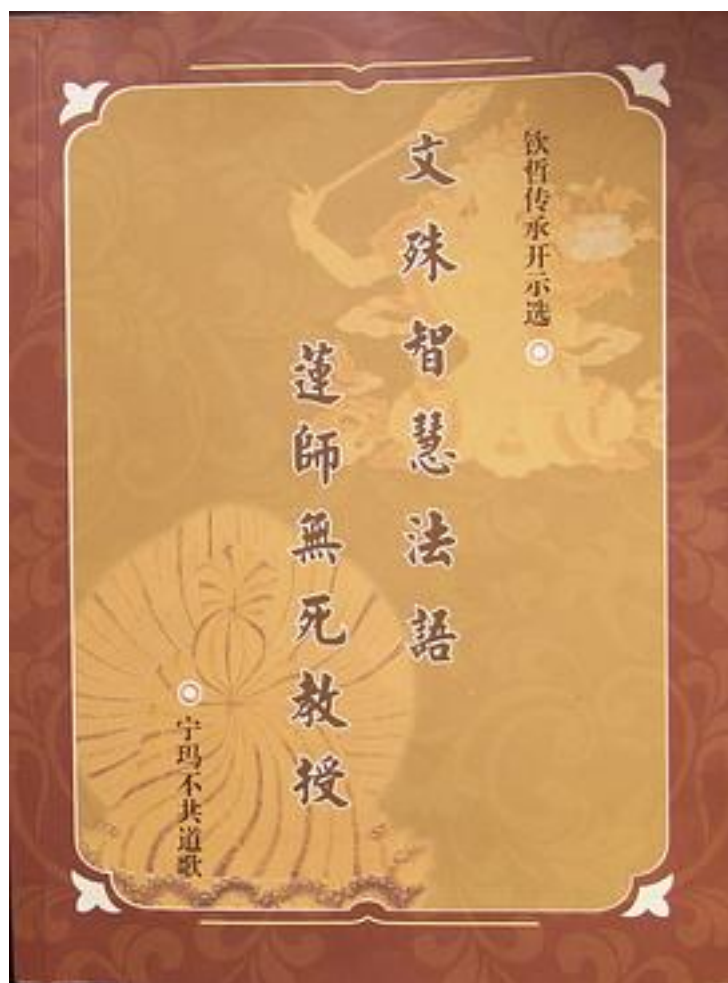 钦哲传承开示选
文殊智慧法語
蓮師無死教授
宁玛不共道歌